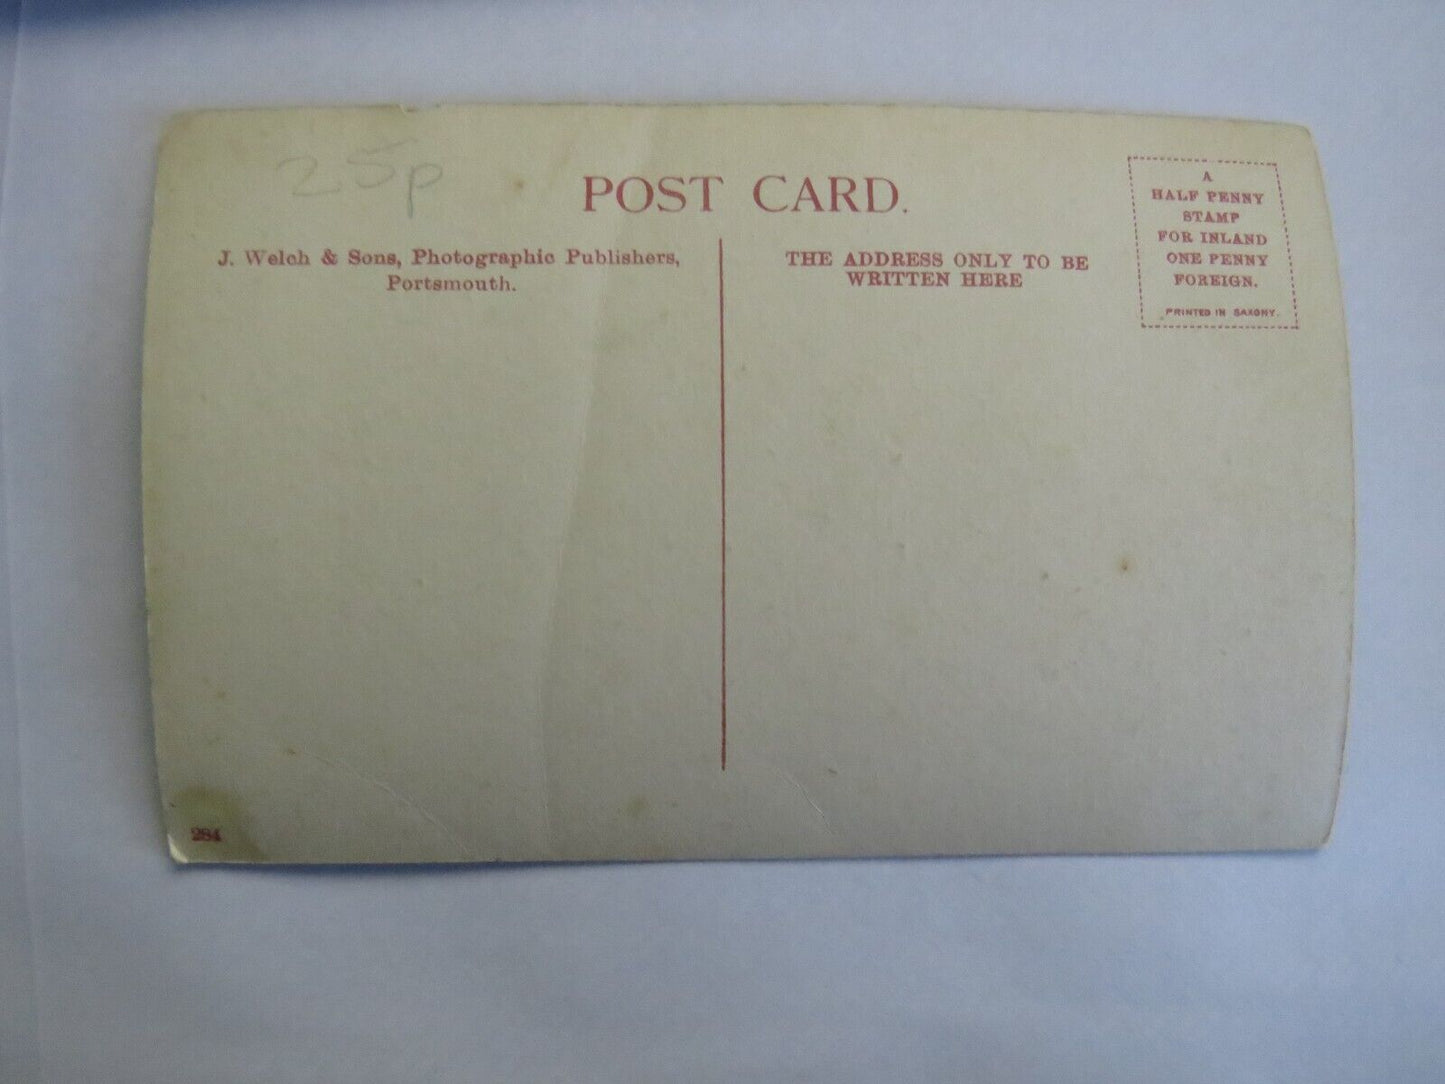 25p
POST CARD.
J. Welch & Sons, Photographic Publishers,
Portsmouth.
THE ADDRESS ONLY TO BE
WRITTEN HERE
A
HALF PENNY
STAMP
FOR INLAND
ONE PENNY
FOREIGN.
PRINTED IN SAXONY.
284